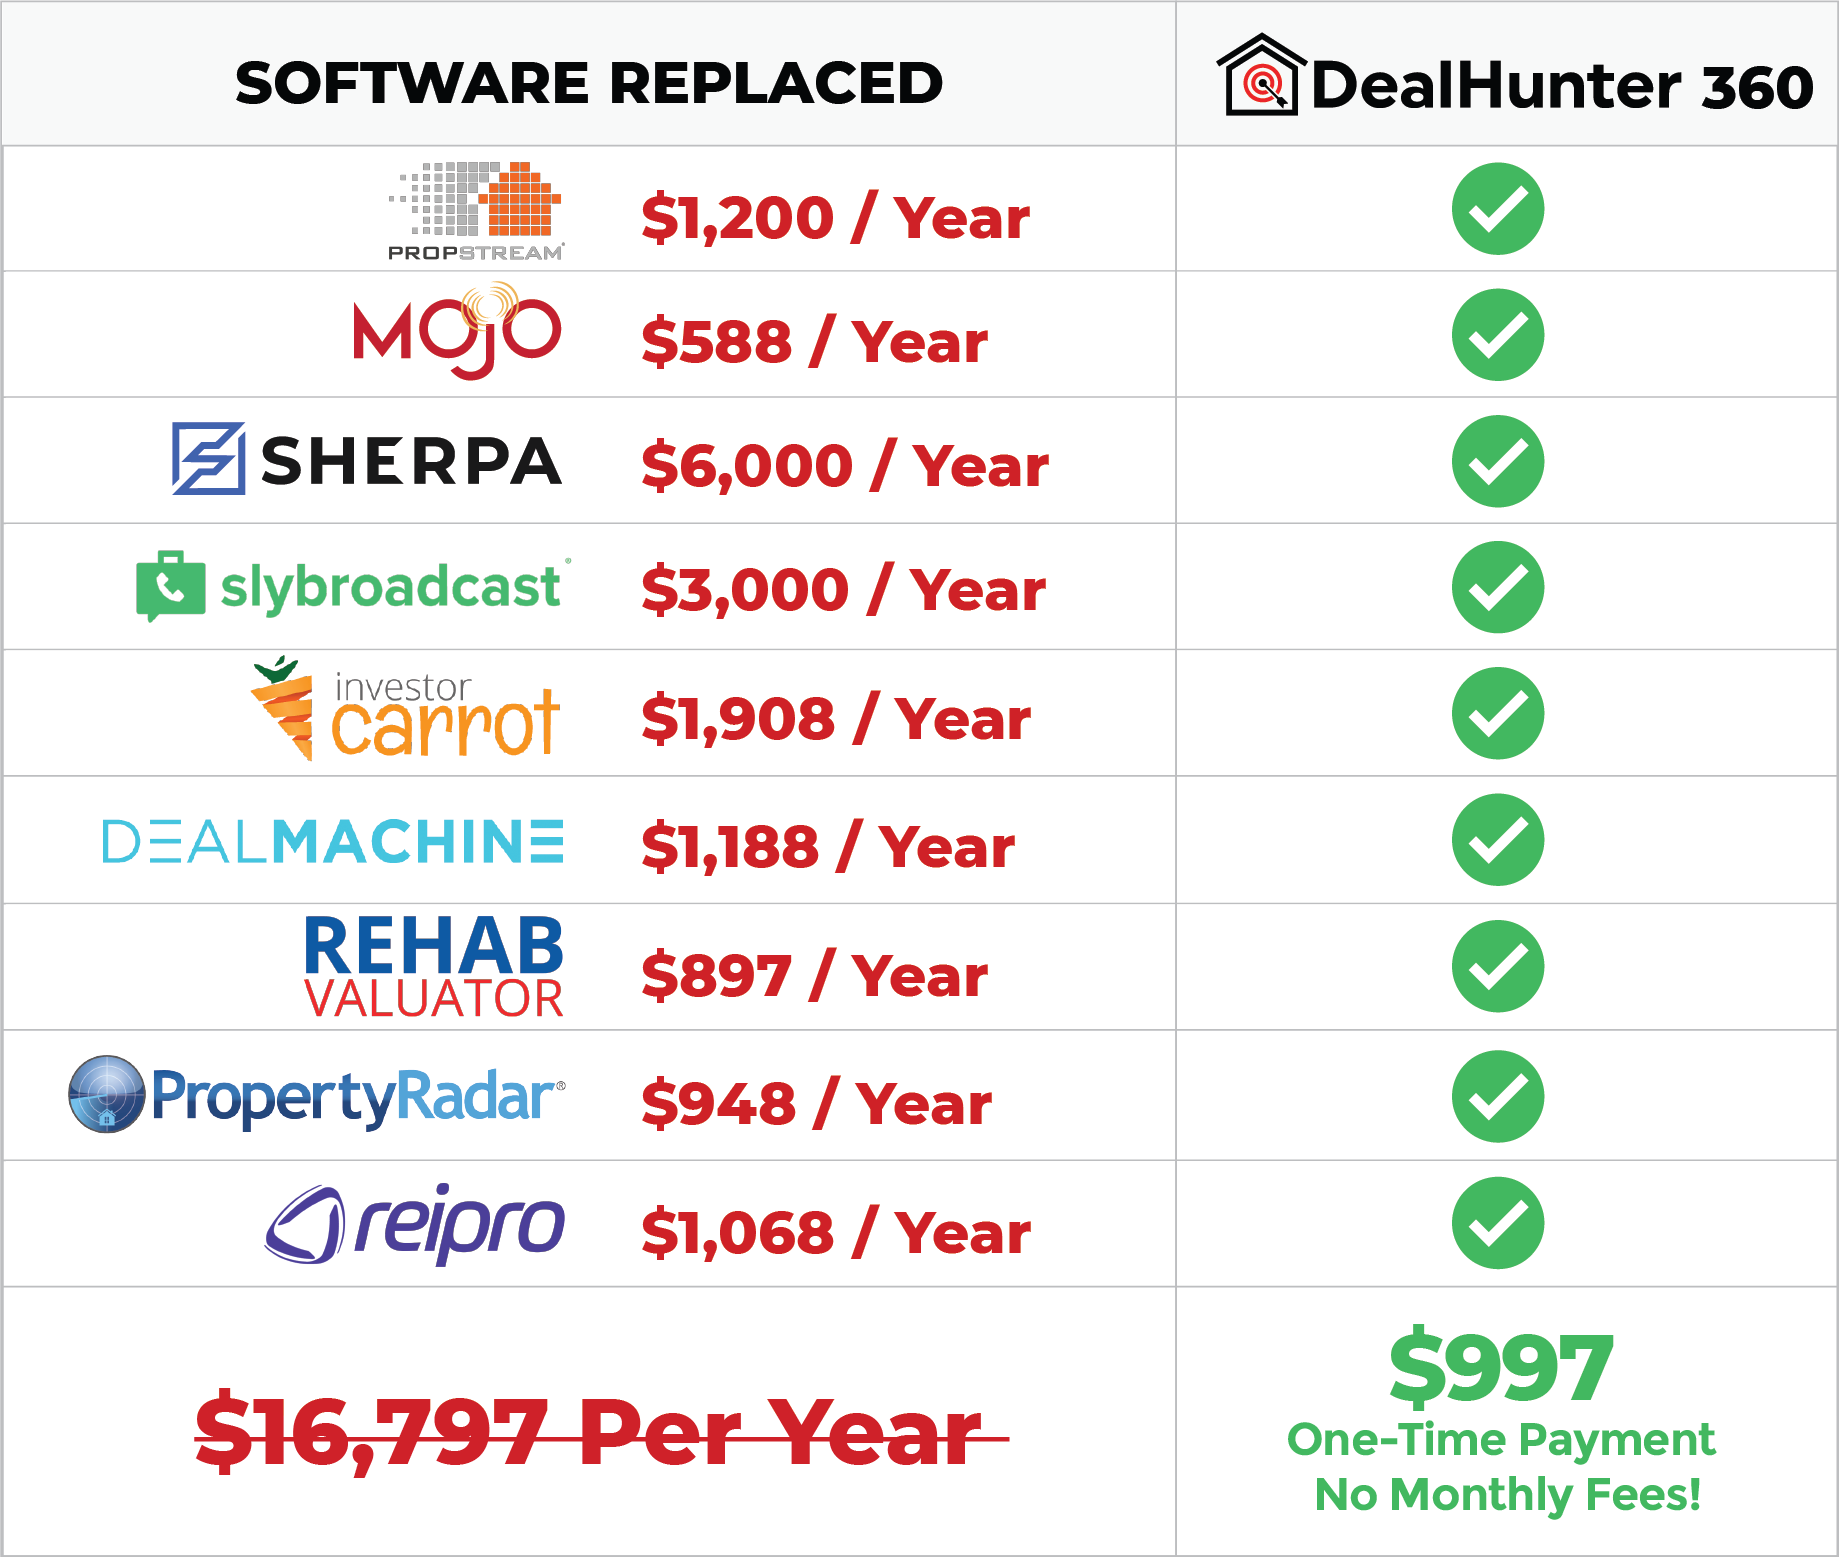 SOFTWARE REPLACED
DealHunter 360
PROPSTREAM
$1,200 / Year
MOJO
$588 / Year
SHERPA
$6,000 / Year
slybroadcast®
$3,000 / Year
investor
carrot
$1,908 / Year
DEALMACHINE
$1,188 / Year
REHAB
VALUATOR
$897 / Year
PropertyRadar®
$948 / Year
reipro
$1,068 / Year
$16,797 Per Year
$997
One-Time Payment
No Monthly Fees!